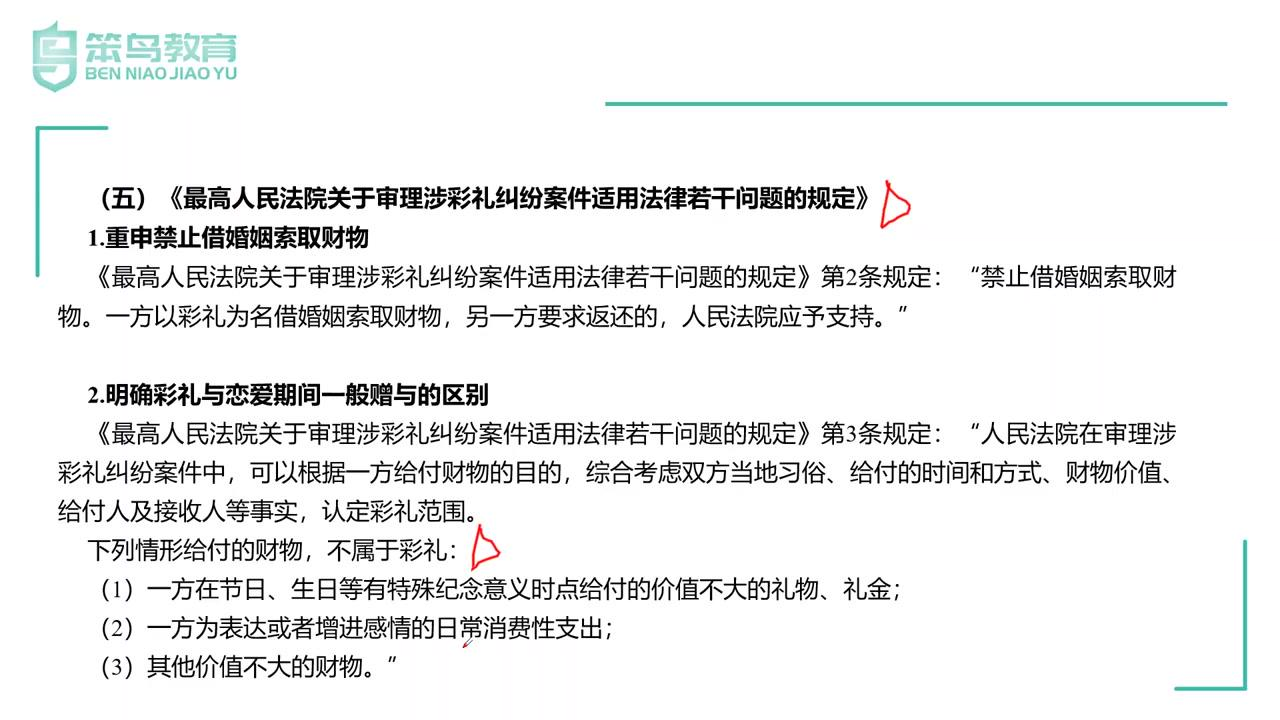 笨鸟教育
BEN NIAO JIAO YU
（五）《最高人民法院关于审理涉彩礼纠纷案件适用法律若干问题的规定》
1.重申禁止借婚姻索取财物
《最高人民法院关于审理涉彩礼纠纷案件适用法律若干问题的规定》第2条规定：“禁止借婚姻索取财
物。一方以彩礼为名借婚姻索取财物，另一方要求返还的，人民法院应予支持。”
2.明确彩礼与恋爱期间一般赠与的区别
《最高人民法院关于审理涉彩礼纠纷案件适用法律若干问题的规定》第3条规定：“人民法院在审理涉
彩礼纠纷案件中，可以根据一方给付财物的目的，综合考虑双方当地习俗、给付的时间和方式、财物价值、
给付人及接收人等事实，认定彩礼范围。
下列情形给付的财物，不属于彩礼：
（1）一方在节日、生日等有特殊纪念意义时点给付的价值不大的礼物、礼金；
（2）一方为表达或者增进感情的日常消费性支出；
（3）其他价值不大的财物。”